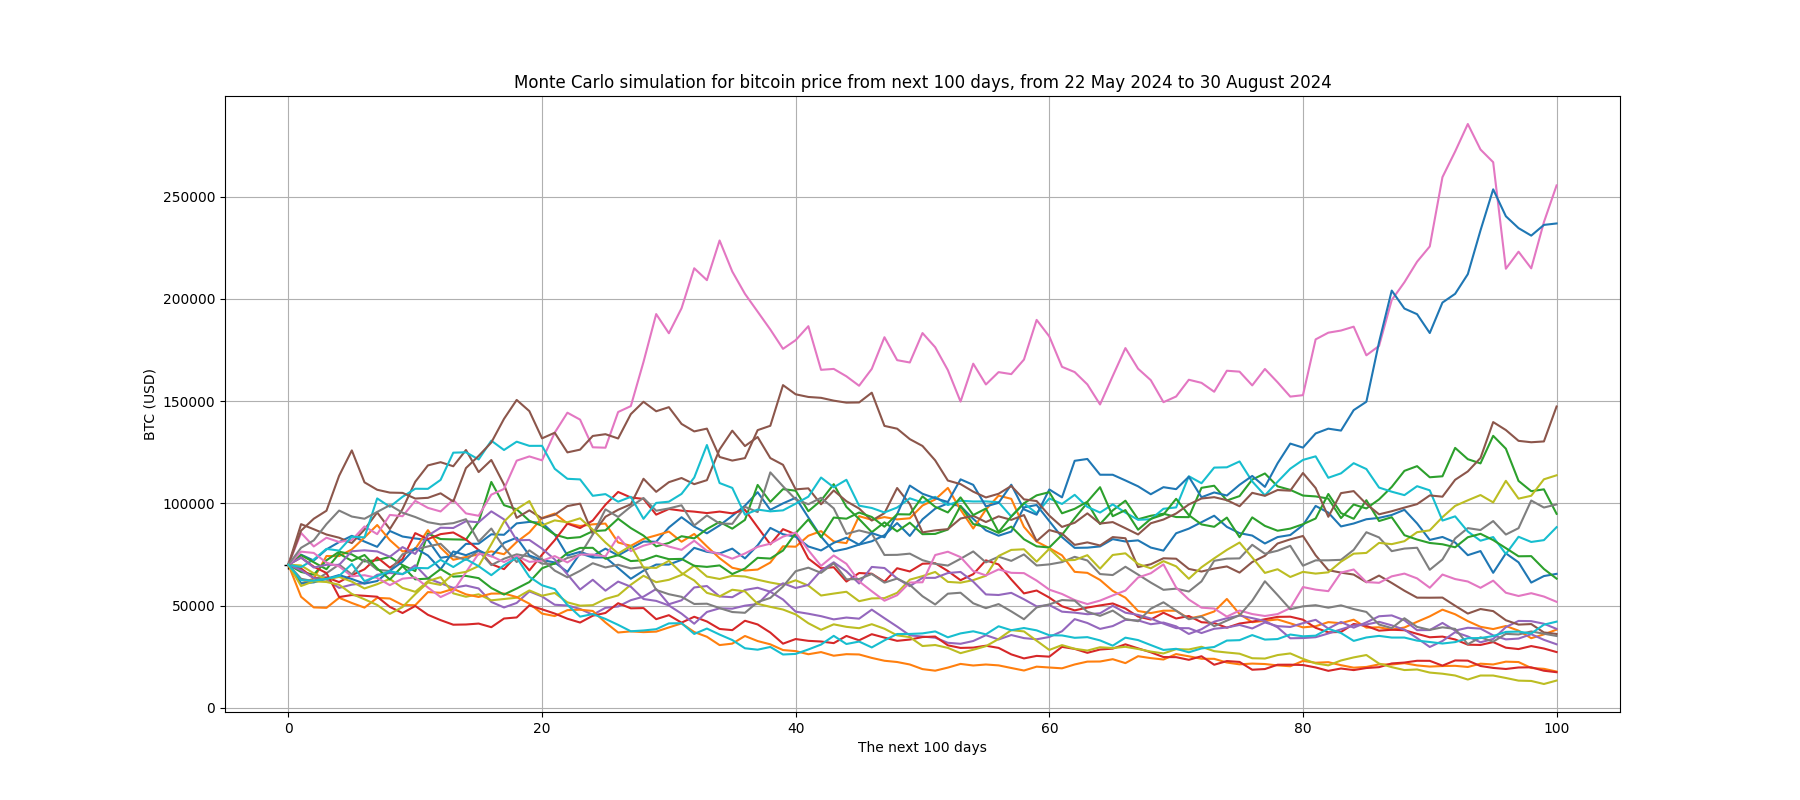 Monte Carlo simulation for bitcoin price from next 100 days, from 22 May 2024 to 30 August 2024
BTC (USD)
250000
200000
150000
100000
50000
0
0 20 40 60 80 100
The next 100 days